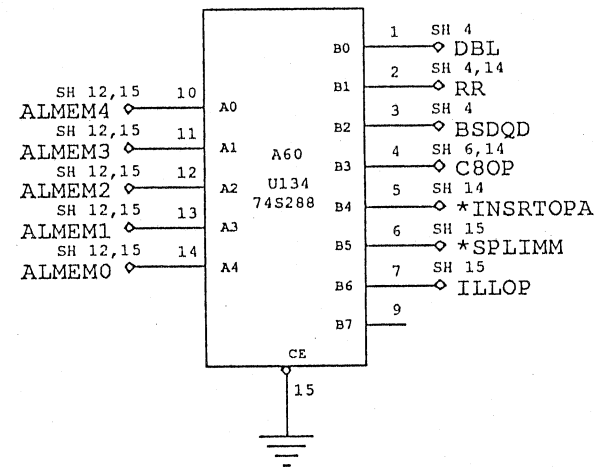 1 SH 4
B0 DBL
2 SH 4,14
B1 RR
3 SH 4
B2 BSDQD
4 SH 6,14
B3 C8OP
5 SH 14
B4 *INSRTOPA
6 SH 15
B5 *SPLIMM
7 SH 15
B6 ILLOP
9
B7
SH 12,15 10
ALMEM4 A0
SH 12,15 11
ALMEM3 A1
SH 12,15 12
ALMEM2 A2
SH 12,15 13
ALMEM1 A3
SH 12,15 14
ALMEM0 A4
A60
U134
74S288
CE
15